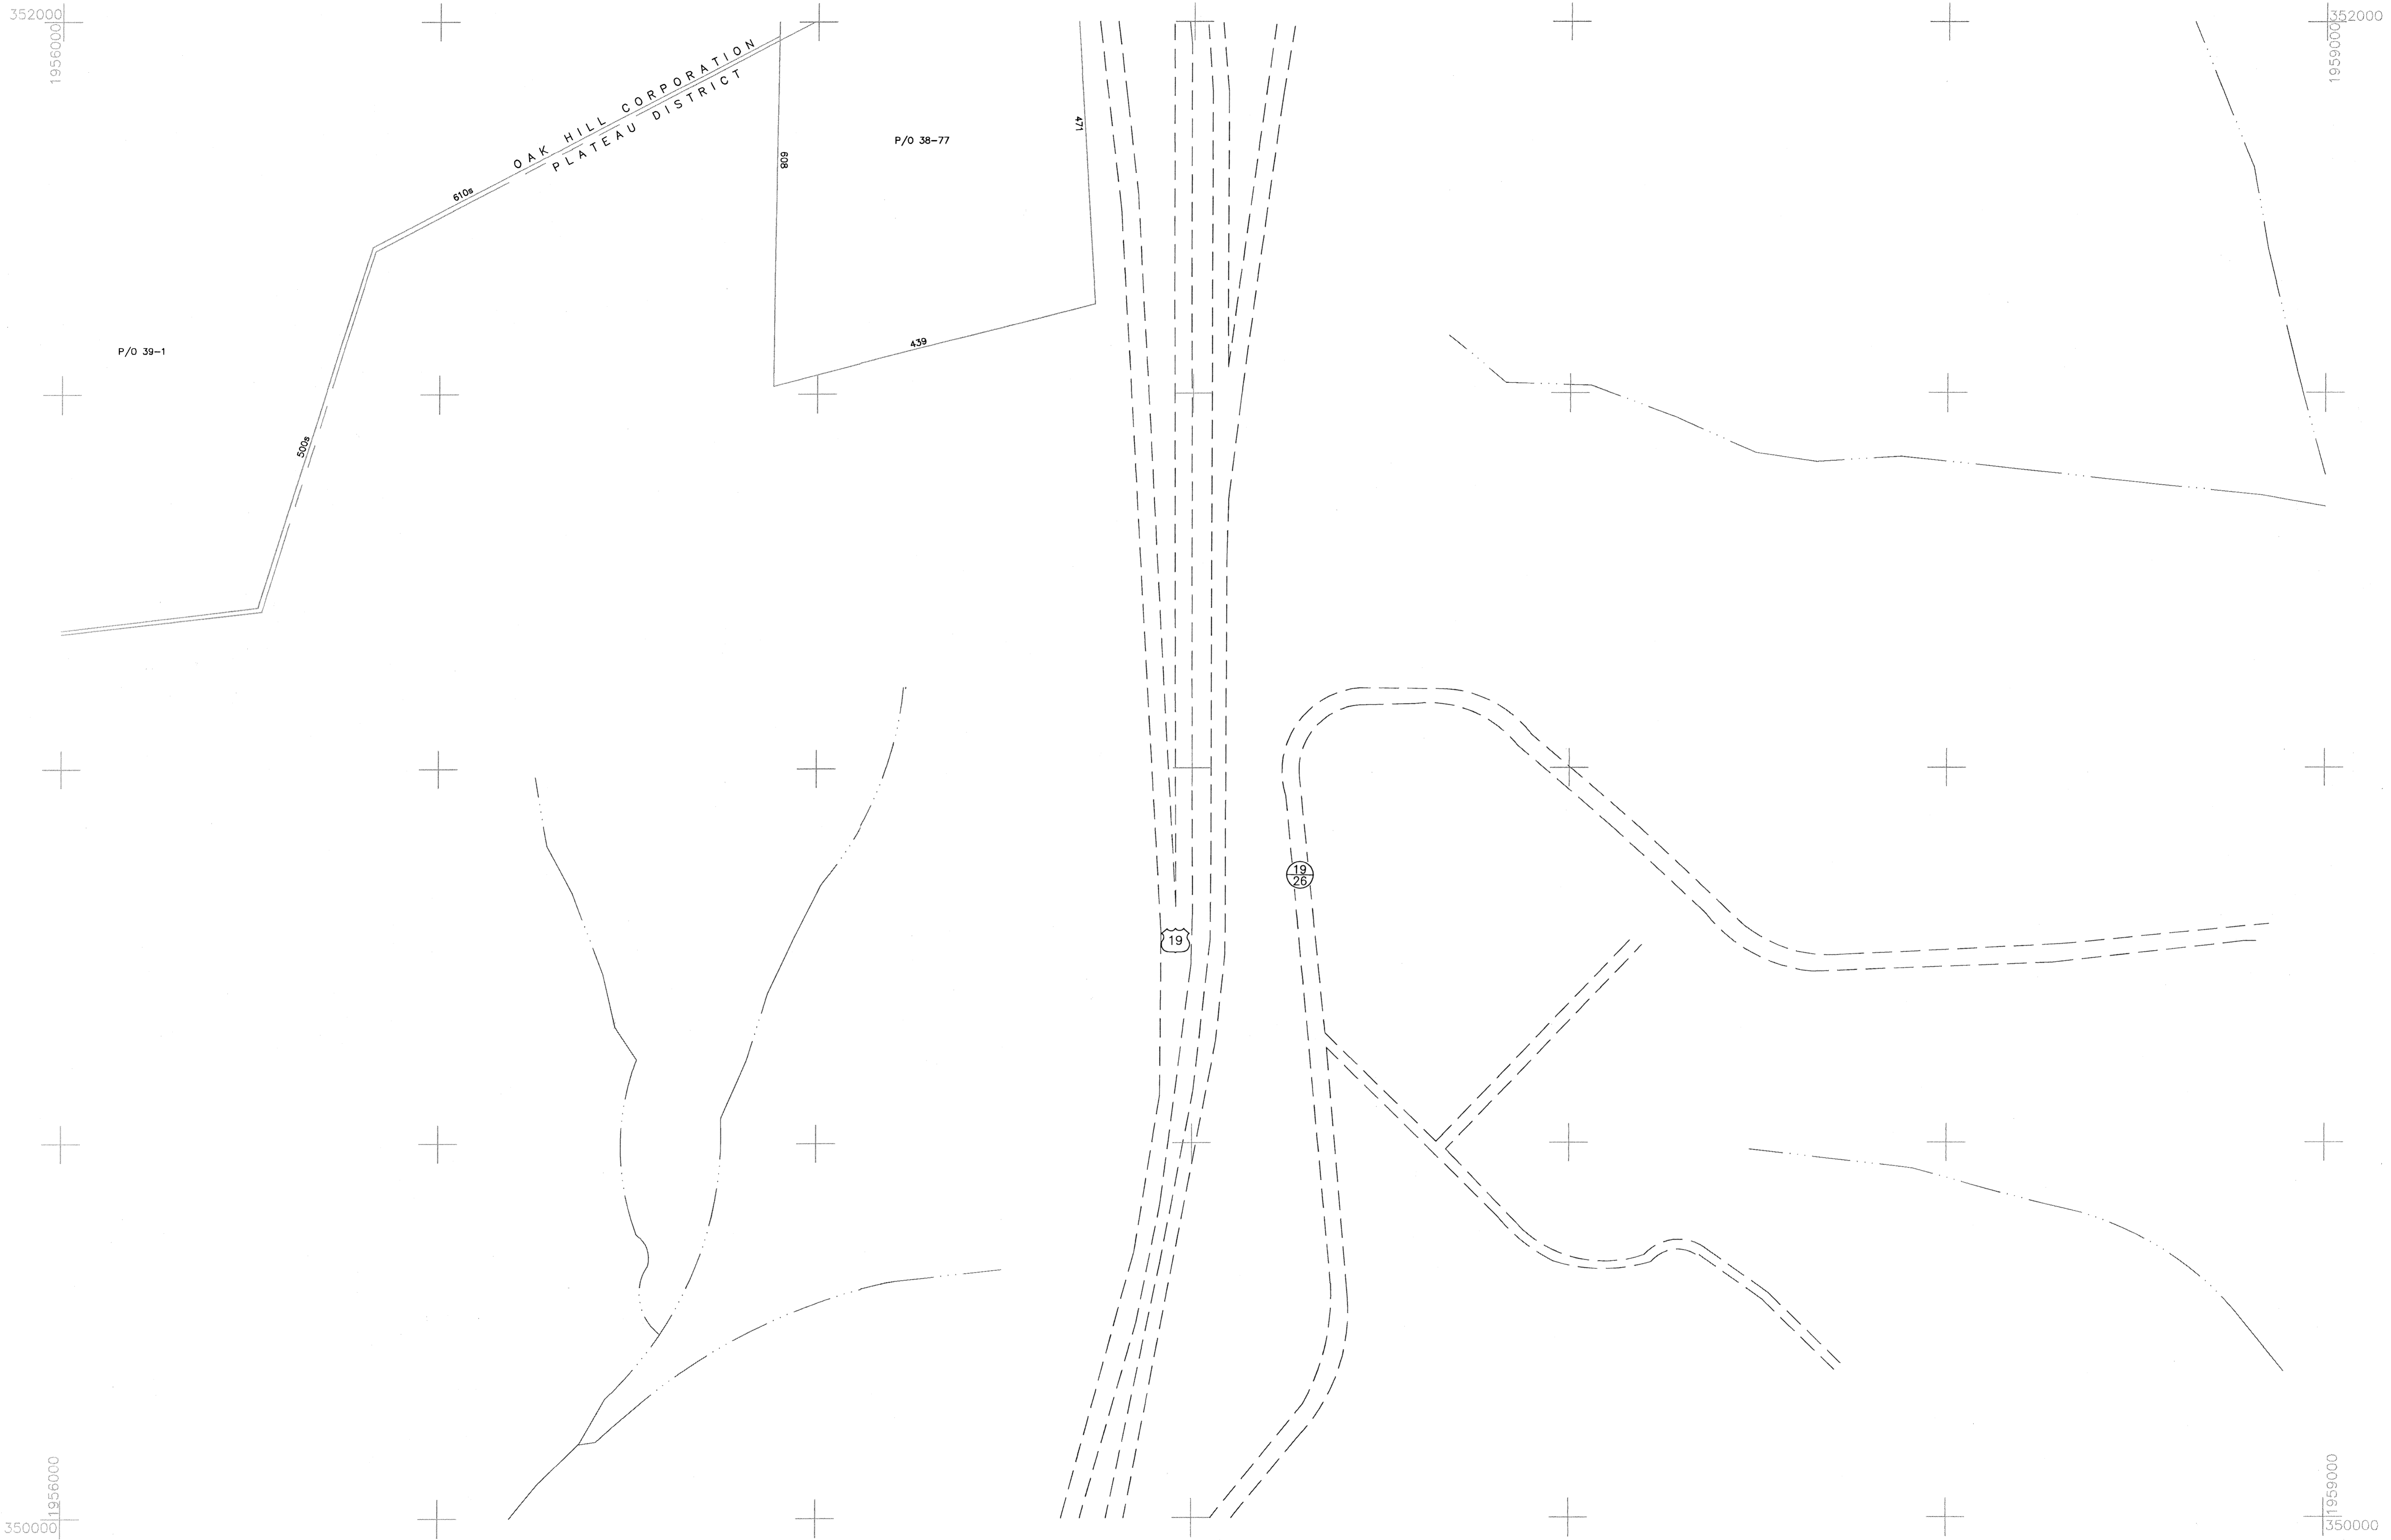 352000
1956000
352000
1959000
OAK HILL CORPORATION
PLATEAU DISTRICT
471
P/O 38-77
608
610s
439
P/O 39-1
500s
19
26
19
1956000
350000
1959000
350000